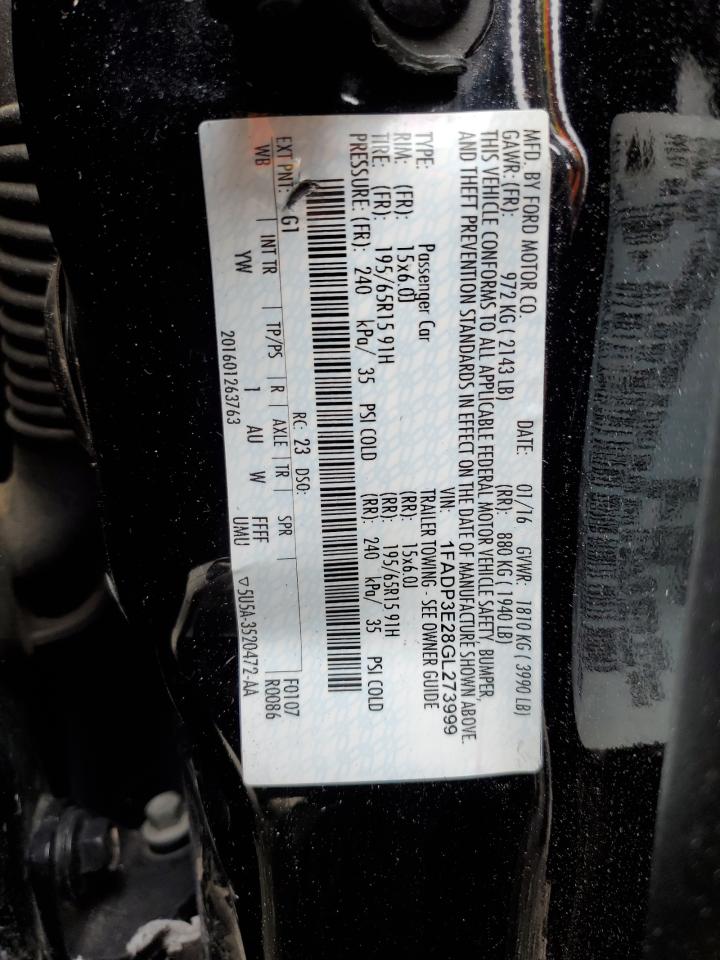 MFD. BY FORD MOTOR CO. DATE: 01/16 GVWR: 1810 KG ( 3990 LB)
GAWR: (FR): 972 KG ( 2143 LB) (RR): 880 KG ( 1940 LB)
THIS VEHICLE CONFORMS TO ALL APPLICABLE FEDERAL MOTOR VEHICLE SAFETY, BUMPER,
AND THEFT PREVENTION STANDARDS IN EFFECT ON THE DATE OF MANUFACTURE SHOWN ABOVE.
VIN: 1FADP3E28GL273999
TYPE: Passenger Car TRAILER TOWING - SEE OWNER GUIDE
RIM: (FR): 15x6.0J (RR): 15x6.0J
TIRE: (FR): 195/65R15 91H (RR): 195/65R15 91H
PRESSURE: (FR): 240 kPa/ 35 PSI COLD (RR): 240 kPa/ 35 PSI COLD
RC: 23 DSO: F0107
EXT PNT: G1 R0086
INT TR TP/PS R AXLE TR SPR
WB YW 1 AU W FFFF
201601263763 UMU ▽5U5A-3520472-AA